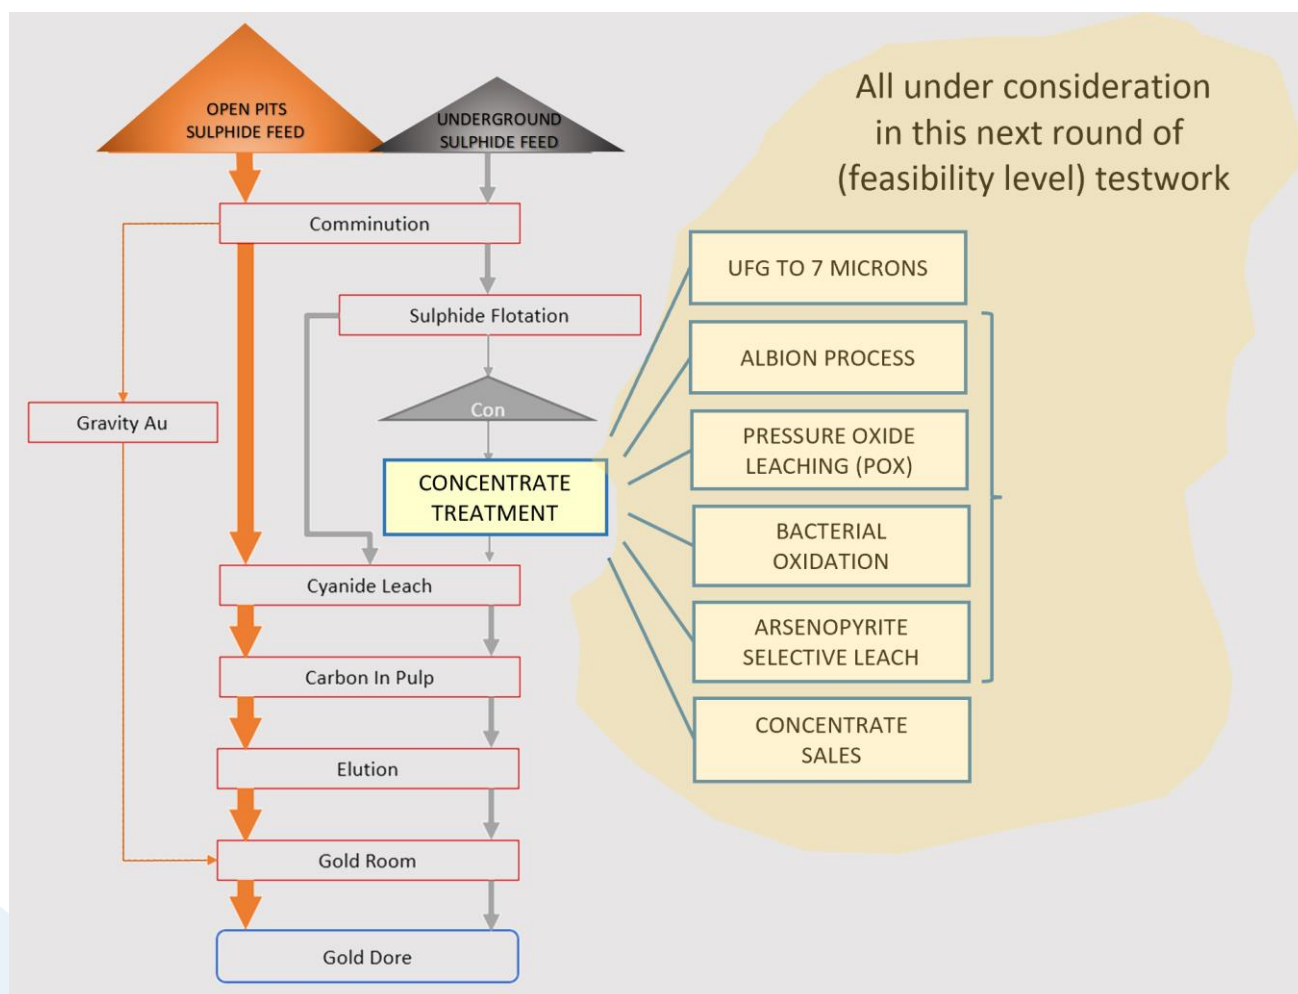 OPEN PITS
SULPHIDE FEED
UNDERGROUND
SULPHIDE FEED
All under consideration
in this next round of
(feasibility level) testwork
Comminution
UFG TO 7 MICRONS
Sulphide Flotation
ALBION PROCESS
Con
Gravity Au
PRESSURE OXIDE
LEACHING (POX)
CONCENTRATE
TREATMENT
BACTERIAL
OXIDATION
Cyanide Leach
ARSENOPYRITE
SELECTIVE LEACH
Carbon In Pulp
CONCENTRATE
SALES
Elution
Gold Room
Gold Dore